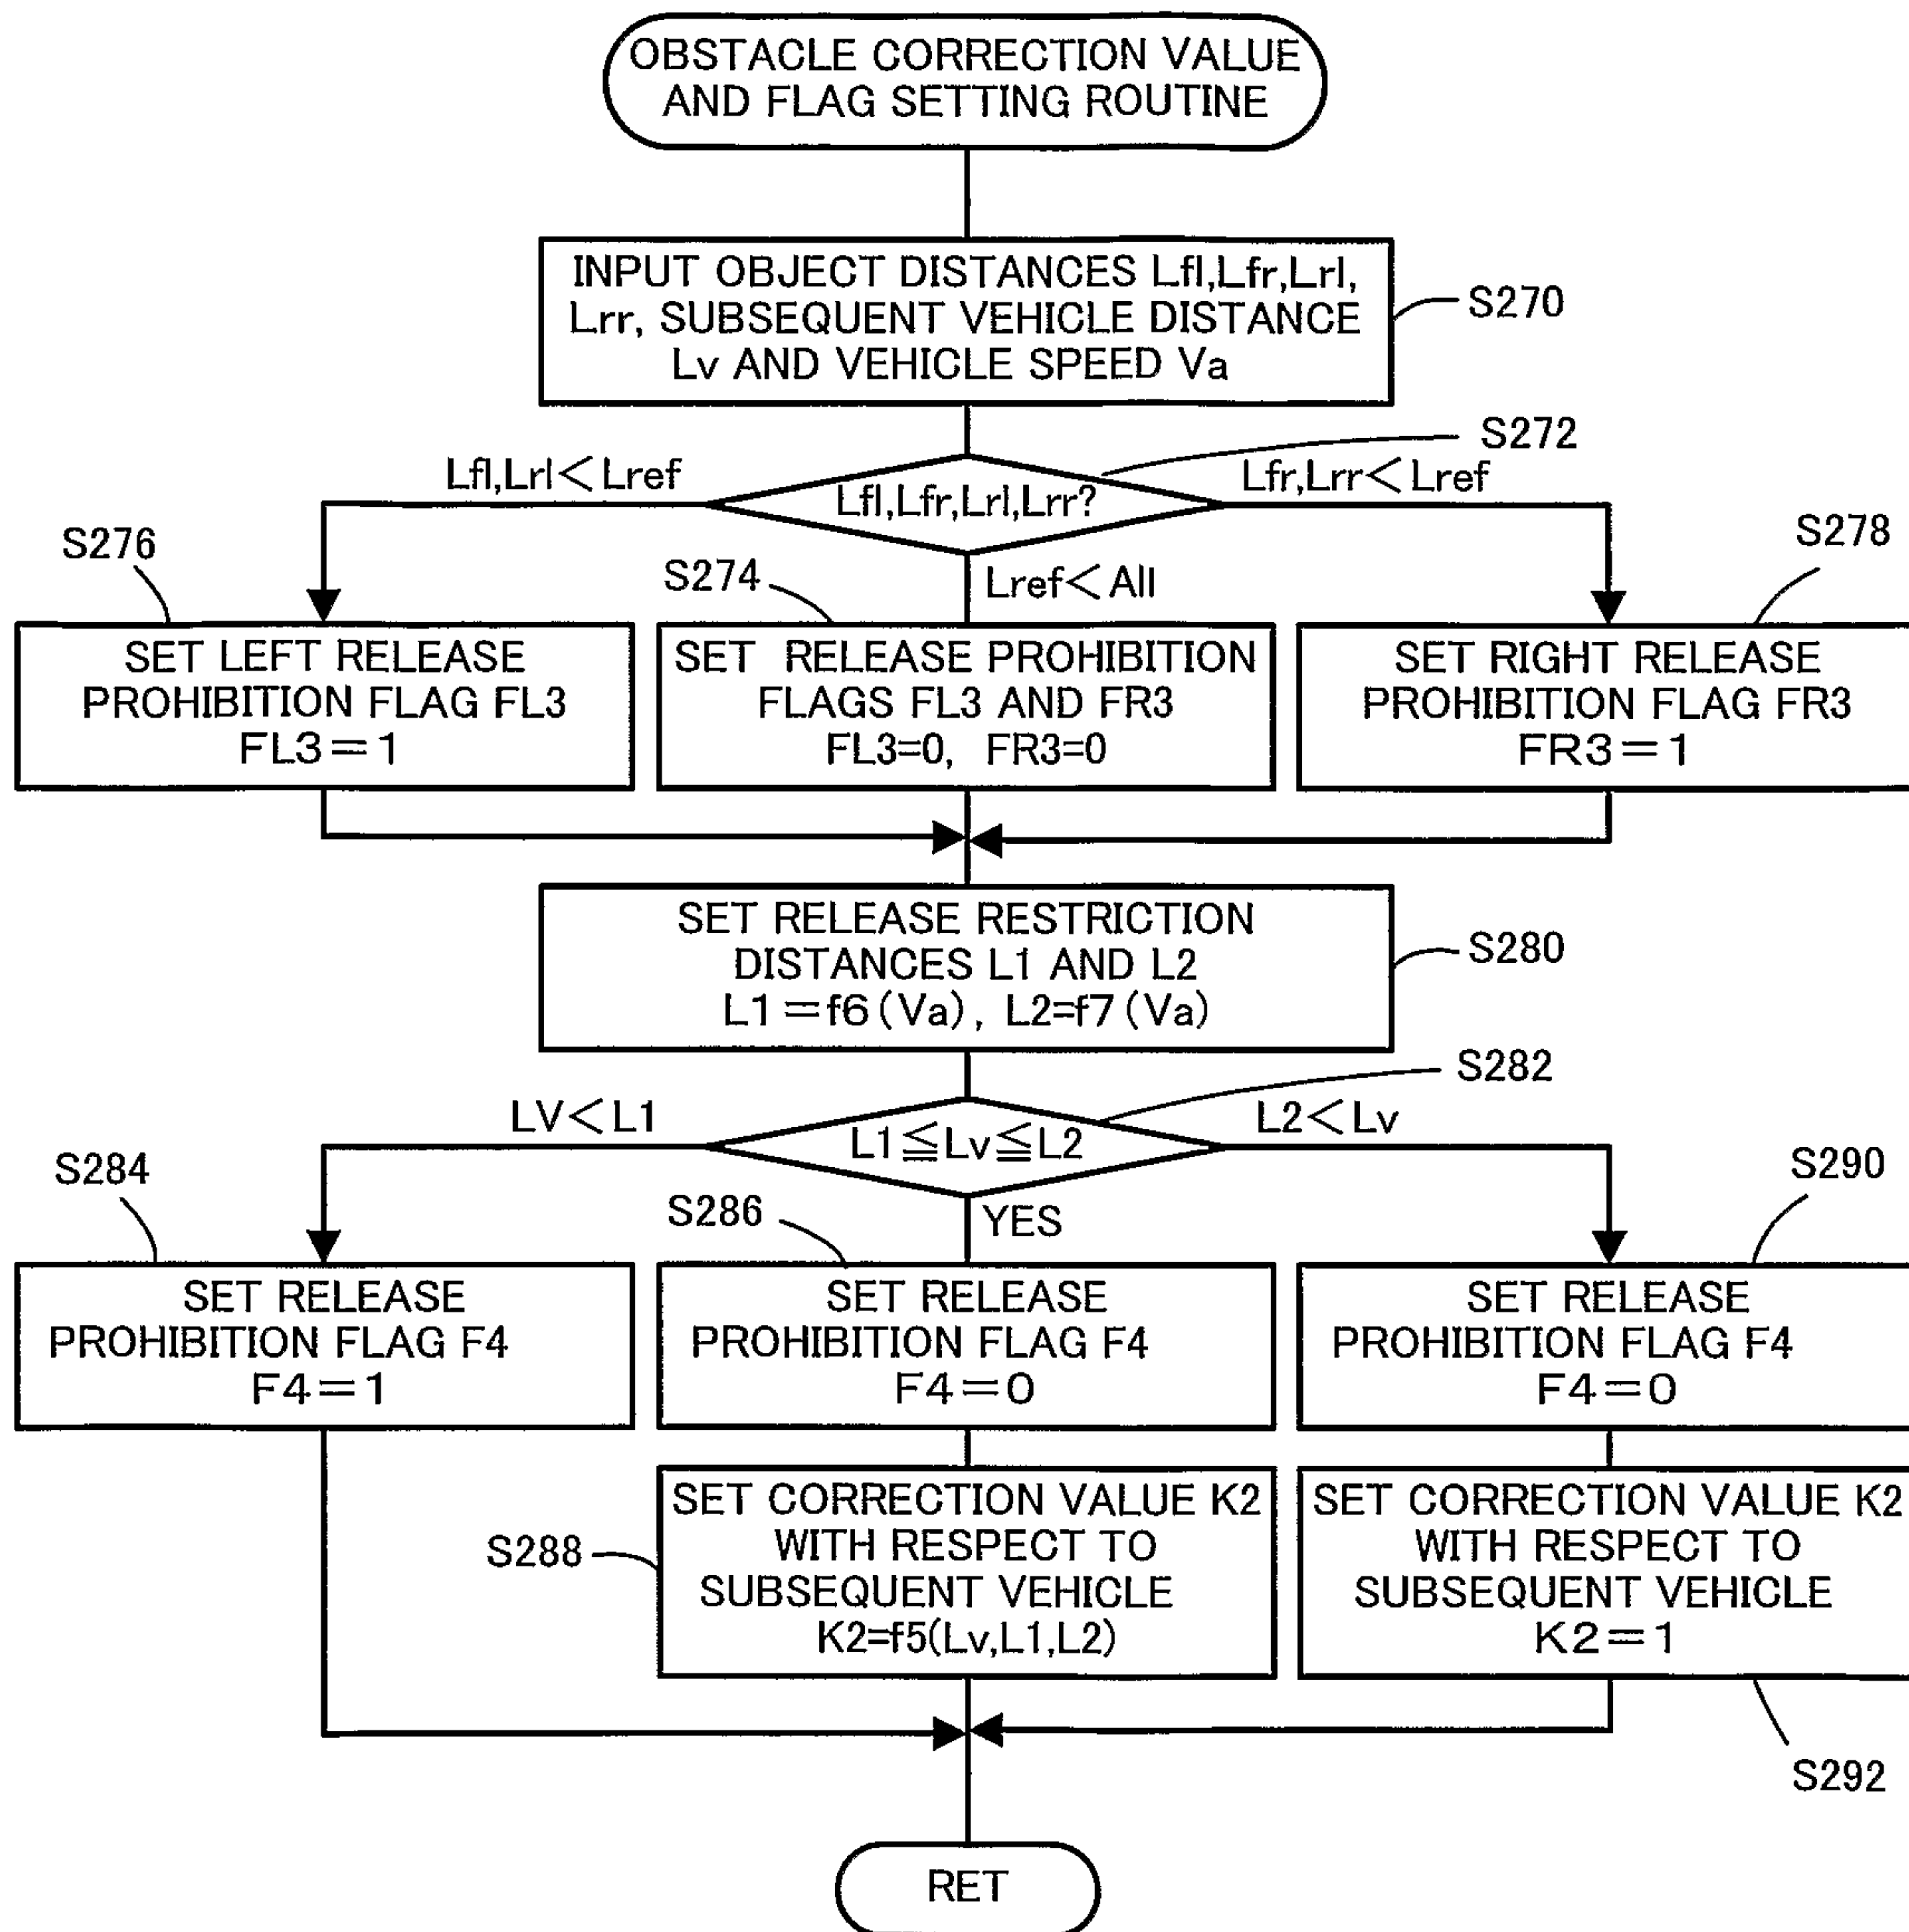 OBSTACLE CORRECTION VALUE
AND FLAG SETTING ROUTINE
INPUT OBJECT DISTANCES Lfl,Lfr,Lrl,
Lrr, SUBSEQUENT VEHICLE DISTANCE
Lv AND VEHICLE SPEED Va
S270
S272
Lfl,Lrl<Lref
Lfl,Lfr,Lrl,Lrr?
Lfr,Lrr<Lref
S276
S274
Lref<All
S278
SET LEFT RELEASE
PROHIBITION FLAG FL3
FL3=1
SET RELEASE PROHIBITION
FLAGS FL3 AND FR3
FL3=0, FR3=0
SET RIGHT RELEASE
PROHIBITION FLAG FR3
FR3=1
SET RELEASE RESTRICTION
DISTANCES L1 AND L2
L1=f6(Va), L2=f7(Va)
S280
S282
LV<L1
L1≦Lv≦L2
L2<Lv
S284
S286
YES
S290
SET RELEASE
PROHIBITION FLAG F4
F4=1
SET RELEASE
PROHIBITION FLAG F4
F4=0
SET RELEASE
PROHIBITION FLAG F4
F4=0
S288
SET CORRECTION VALUE K2
WITH RESPECT TO
SUBSEQUENT VEHICLE
K2=f5(Lv,L1,L2)
SET CORRECTION VALUE K2
WITH RESPECT TO
SUBSEQUENT VEHICLE
K2=1
S292
RET